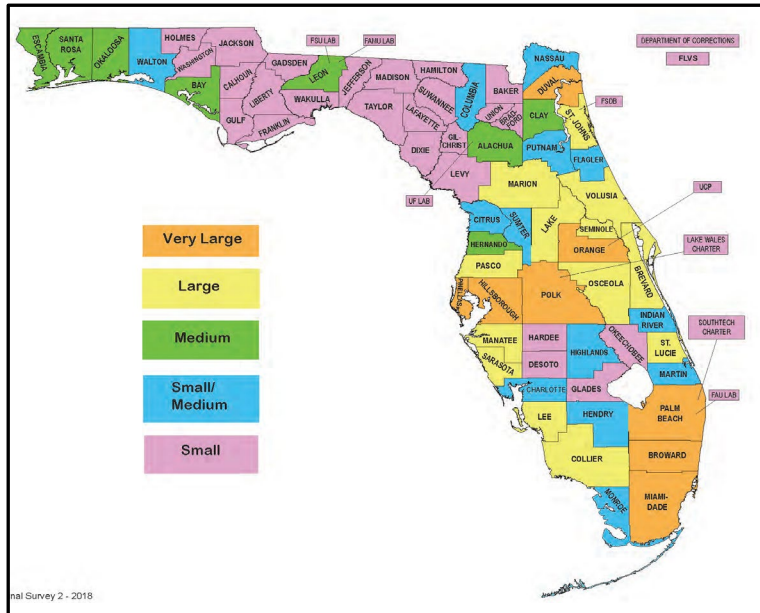 HOLMES
JACKSON
SANTA
ROSA
ESCAMBIA
OKALOOSA
WALTON
WASHINGTON
BAY
CALHOUN
GULF
LIBERTY
FRANKLIN
GADSDEN
LEON
WAKULLA
FSU LAB
FAMU LAB
JEFFERSON
MADISON
TAYLOR
HAMILTON
SUWANNEE
LAFAYETTE
DIXIE
COLUMBIA
GIL-
CHRIST
LEVY
BAKER
UNION
BRAD-
FORD
NASSAU
DUVAL
CLAY
ST. JOHNS
FSDB
ALACHUA
UF LAB
PUTNAM
FLAGLER
MARION
VOLUSIA
DEPARTMENT OF CORRECTIONS
FLVS
CITRUS
SUMTER
LAKE
HERNANDO
PASCO
SEMINOLE
ORANGE
UCP
LAKE WALES
CHARTER
PINELLAS
HILLSBOROUGH
POLK
OSCEOLA
BREVARD
INDIAN
RIVER
MANATEE
HARDEE
HIGHLANDS
OKEECHOBEE
ST.
LUCIE
SOUTHTECH
CHARTER
SARASOTA
DESOTO
MARTIN
CHARLOTTE
GLADES
LEE
HENDRY
PALM
BEACH
FAU LAB
COLLIER
BROWARD
MONROE
MIAMI-
DADE
Very Large
Large
Medium
Small/
Medium
Small
nal Survey 2 - 2018